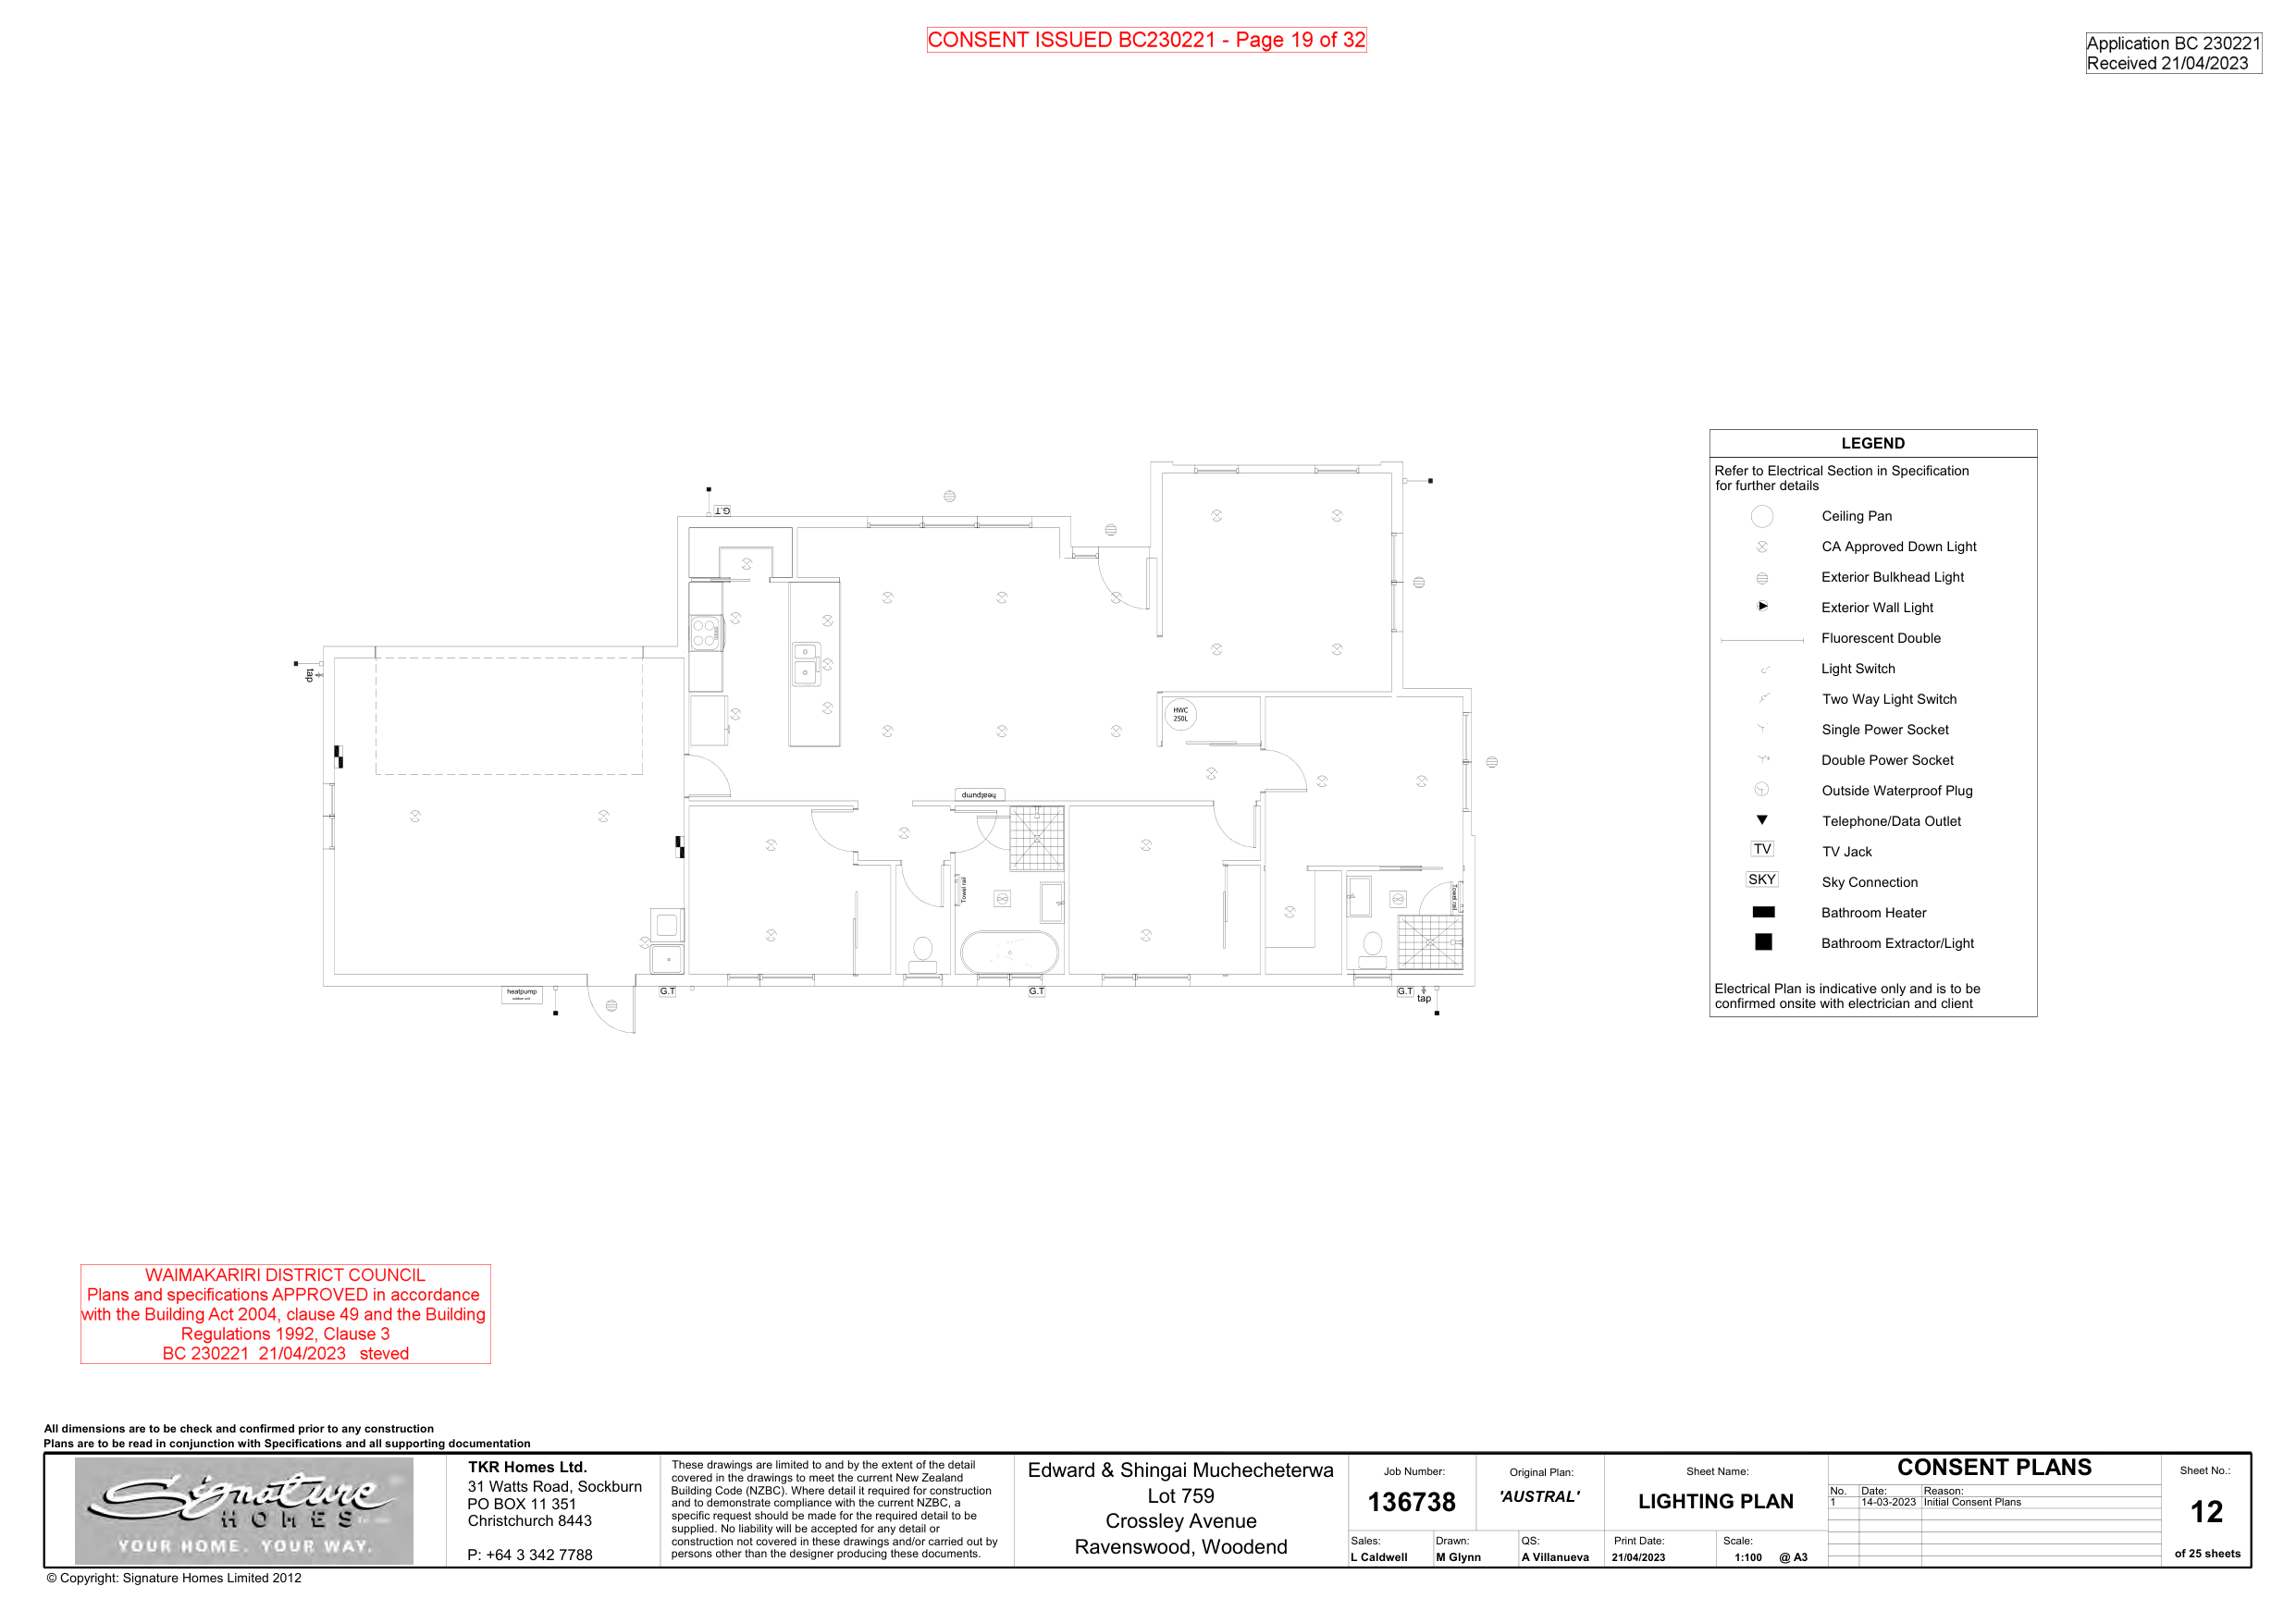 CONSENT ISSUED BC230221 - Page 19 of 32
Application BC 230221
Received 21/04/2023
LEGEND
Refer to Electrical Section in Specification
for further details
Ceiling Pan
CA Approved Down Light
Exterior Bulkhead Light
Exterior Wall Light
Fluorescent Double
Light Switch
Two Way Light Switch
Single Power Socket
Double Power Socket
Outside Waterproof Plug
Telephone/Data Outlet
TV
TV Jack
SKY
Sky Connection
Bathroom Heater
Bathroom Extractor/Light
Electrical Plan is indicative only and is to be
confirmed onsite with electrician and client
G.T
tap
HWC
250L
heatpump
Towel rail
Towel rail
heatpump
outdoor unit
G.T
G.T
G.T
tap
WAIMAKARIRI DISTRICT COUNCIL
Plans and specifications APPROVED in accordance
with the Building Act 2004, clause 49 and the Building
Regulations 1992, Clause 3
BC 230221 21/04/2023 steved
All dimensions are to be check and confirmed prior to any construction
Plans are to be read in conjunction with Specifications and all supporting documentation
Signature
HOMES
YOUR HOME. YOUR WAY.
TKR Homes Ltd.
31 Watts Road, Sockburn
PO BOX 11 351
Christchurch 8443
P: +64 3 342 7788
These drawings are limited to and by the extent of the detail
covered in the drawings to meet the current New Zealand
Building Code (NZBC). Where detail it required for construction
and to demonstrate compliance with the current NZBC, a
specific request should be made for the required detail to be
supplied. No liability will be accepted for any detail or
construction not covered in these drawings and/or carried out by
persons other than the designer producing these documents.
Edward & Shingai Muchecheterwa
Lot 759
Crossley Avenue
Ravenswood, Woodend
Job Number:
136738
Original Plan:
'AUSTRAL'
Sheet Name:
LIGHTING PLAN
Sales:
L Caldwell
Drawn:
M Glynn
QS:
A Villanueva
Print Date:
21/04/2023
Scale:
1:100 @ A3
CONSENT PLANS
No. Date: Reason:
1 14-03-2023 Initial Consent Plans
Sheet No.:
12
of 25 sheets
© Copyright: Signature Homes Limited 2012